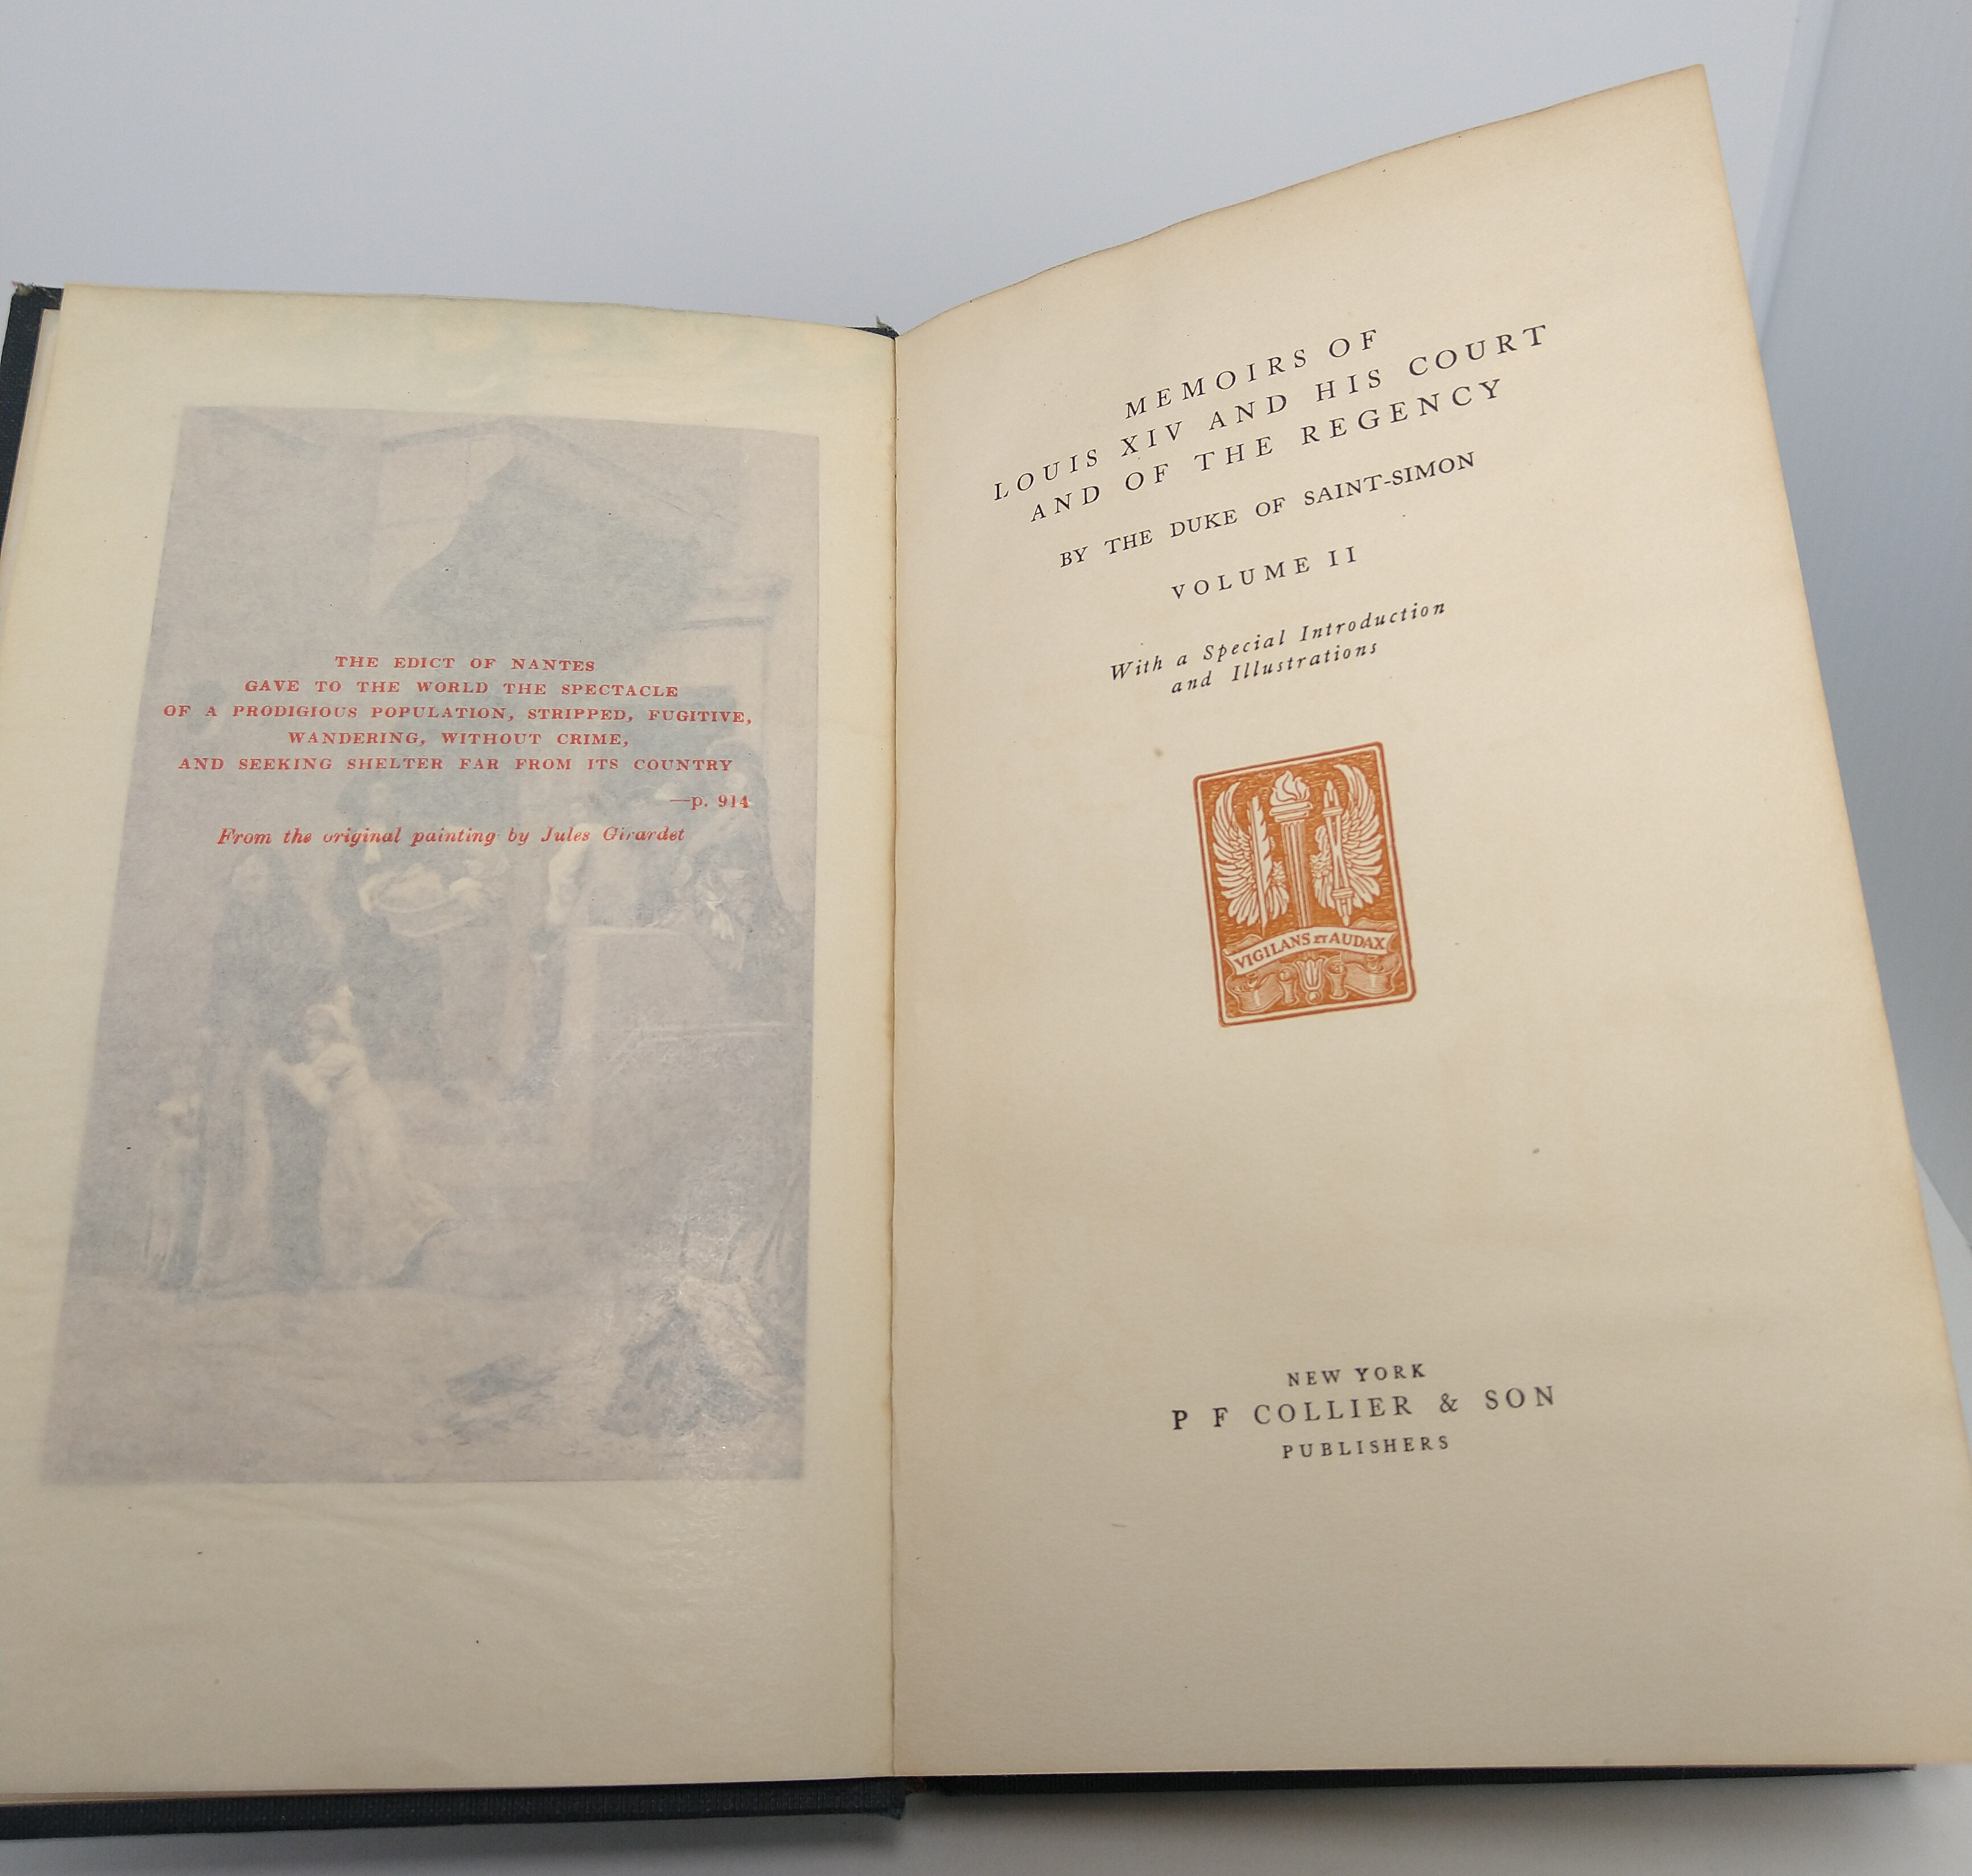 THE EDICT OF NANTES
GAVE TO THE WORLD THE SPECTACLE
OF A PRODIGIOUS POPULATION, STRIPPED, FUGITIVE,
WANDERING, WITHOUT CRIME,
AND SEEKING SHELTER FAR FROM ITS COUNTRY
—p. 914
From the original painting by Jules Girardet
MEMOIRS OF
LOUIS XIV AND HIS COURT
AND OF THE REGENCY
BY THE DUKE OF SAINT-SIMON
VOLUME II
With a Special Introduction
and Illustrations
VIGILANS ET AUDAX
NEW YORK
P F COLLIER & SON
PUBLISHERS